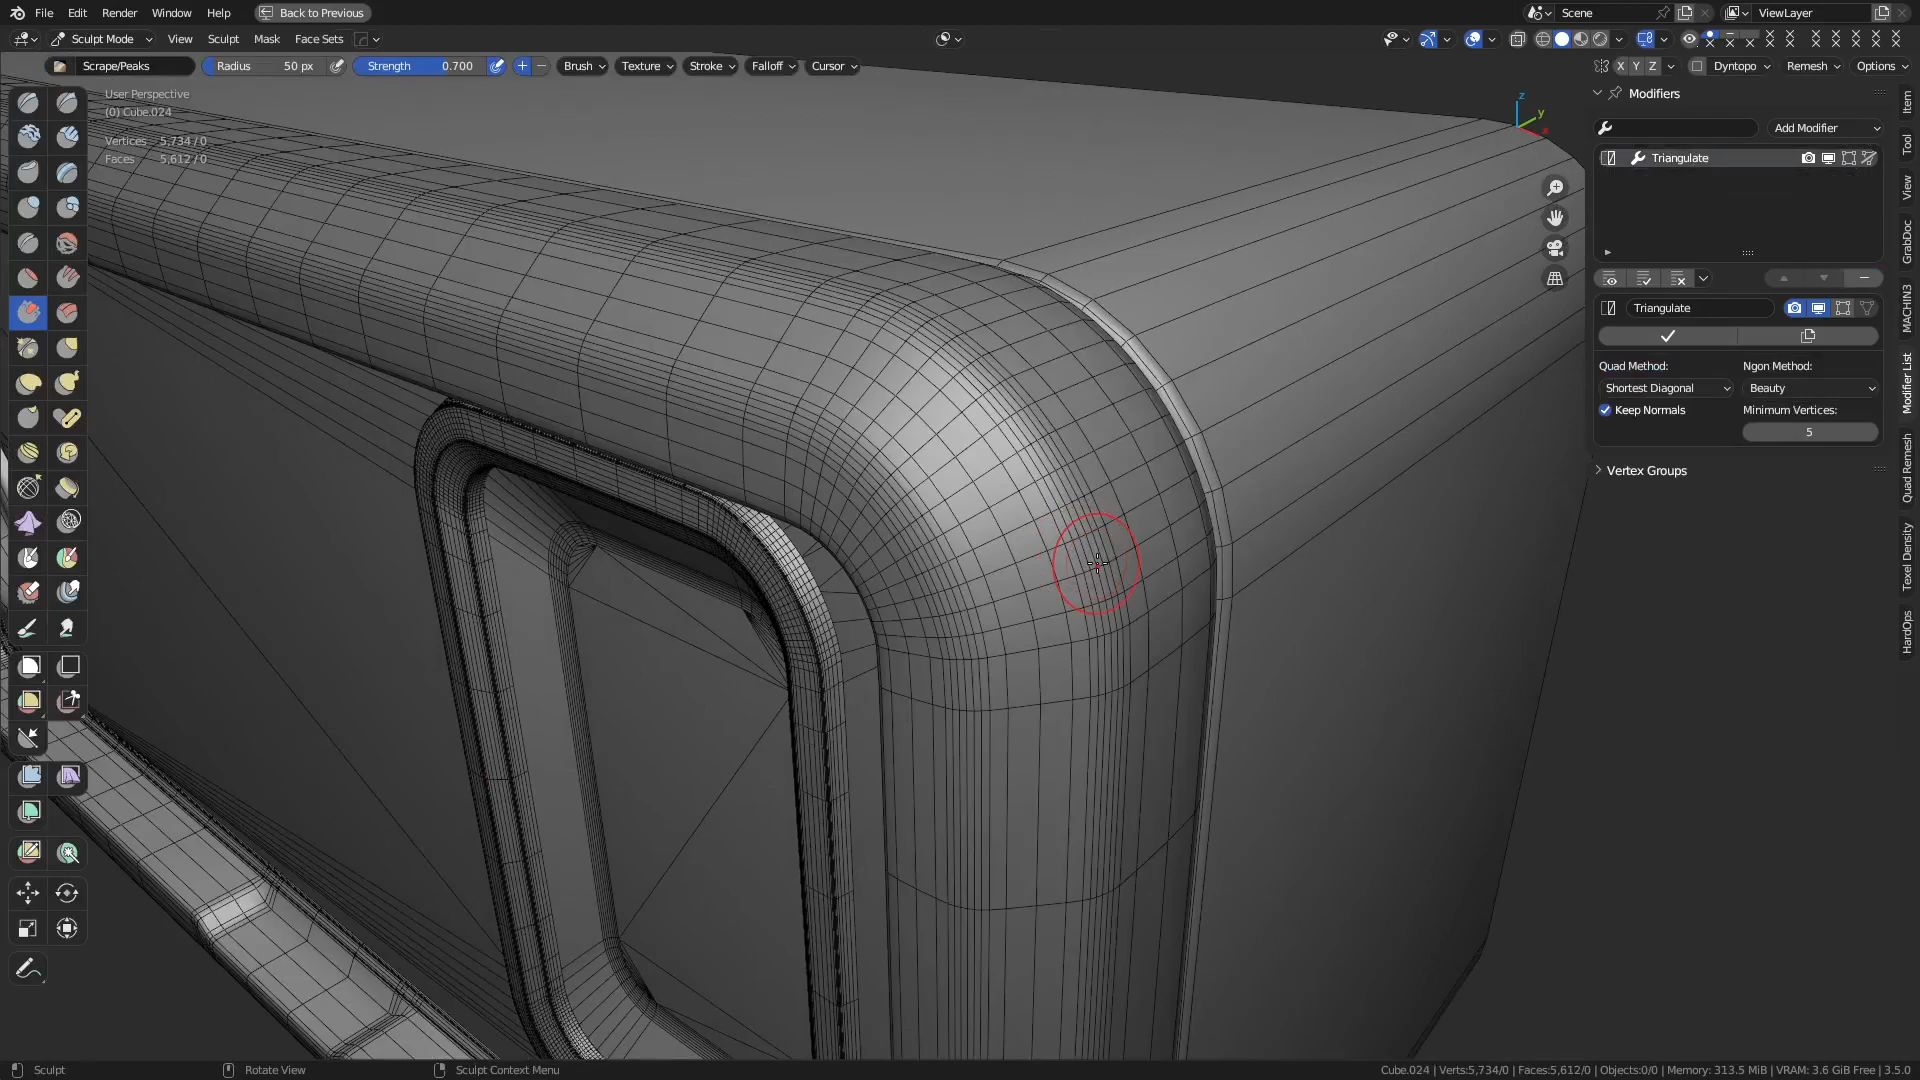 File Edit Render Window Help Back to Previous Scene ViewLayer
Sculpt Mode View Sculpt Mask Face Sets
Scrape/Peaks Radius 50 px Strength 0.700 Brush Texture Stroke Falloff Cursor X Y Z Dyntopo Remesh Options
User Perspective
(0) Cube.024
Vertices 5,734 / 0
Faces 5,612 / 0
z
y
x
Modifiers
Add Modifier
Triangulate
Triangulate
Quad Method: Ngon Method:
Shortest Diagonal Beauty
Keep Normals Minimum Vertices:
5
Vertex Groups
Item
Tool
View
GrabDoc
MACHIN3
Modifier List
Quad Remesh
Texel Density
HardOps
Sculpt Rotate View Sculpt Context Menu Cube.024 | Verts:5,734/0 | Faces:5,612/0 | Objects:0/0 | Memory: 313.5 MiB | VRAM: 3.6 GiB Free | 3.5.0